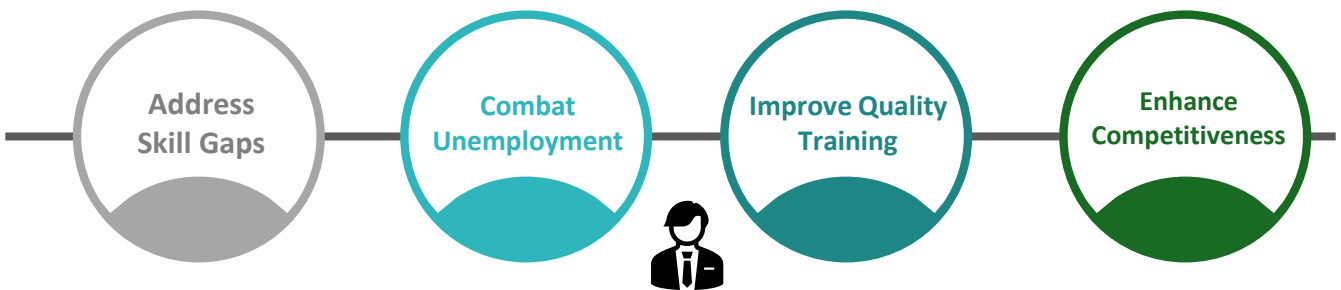 Address
Skill Gaps
Combat
Unemployment
Improve Quality
Training
Enhance
Competitiveness